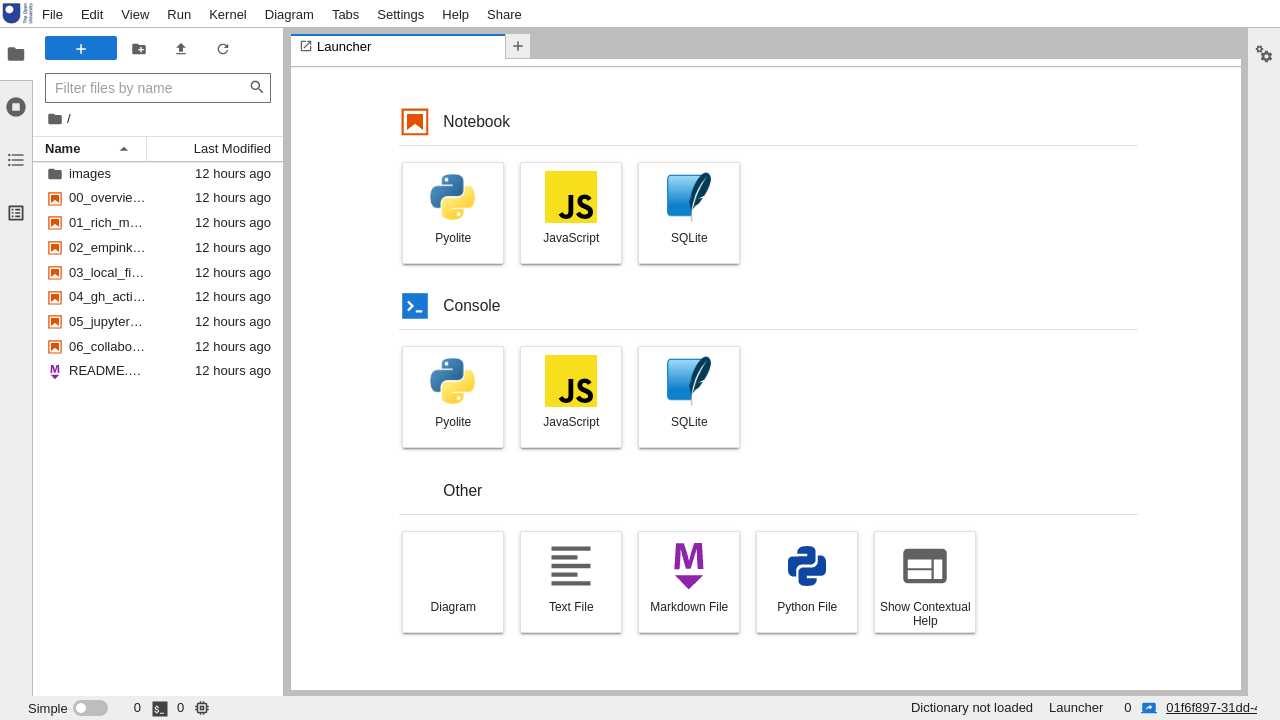 File Edit View Run Kernel Diagram Tabs Settings Help Share
Launcher
Filter files by name
/
Name Last Modified
images 12 hours ago
00_overvie… 12 hours ago
01_rich_m… 12 hours ago
02_empink… 12 hours ago
03_local_fi… 12 hours ago
04_gh_acti… 12 hours ago
05_jupyter… 12 hours ago
06_collabo… 12 hours ago
README.… 12 hours ago
Notebook
Pyolite JavaScript SQLite
Console
Pyolite JavaScript SQLite
Other
Diagram Text File Markdown File Python File Show Contextual
Help
Simple 0 0 Dictionary not loaded Launcher 0 01f6f897-31dd-